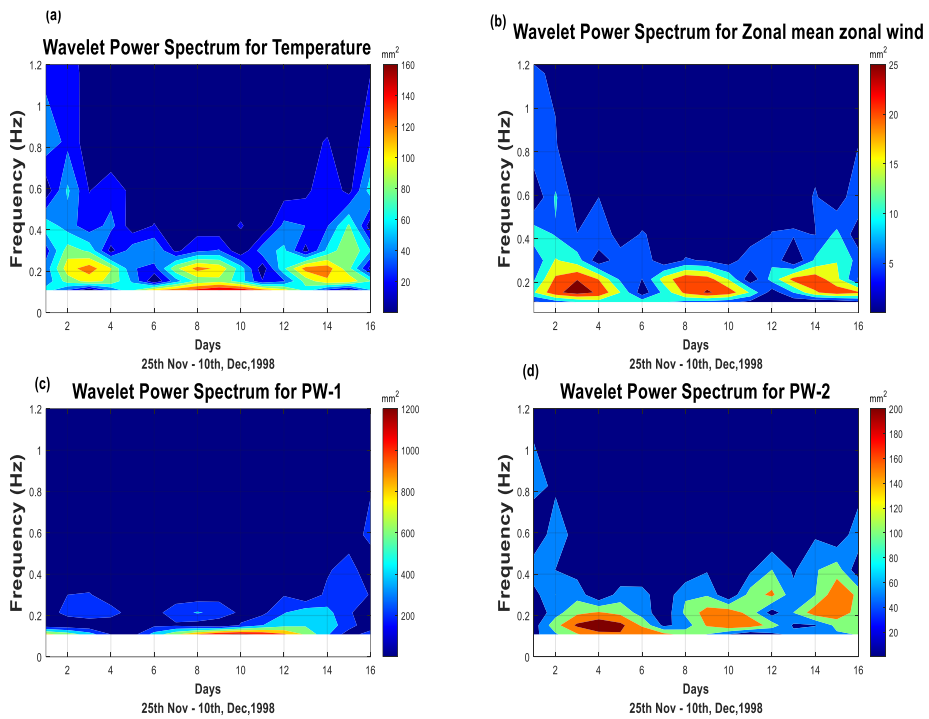 (a)
Wavelet Power Spectrum for Temperature
mm2
Frequency (Hz)
1.2
1
0.8
0.6
0.4
0.2
0
2 4 6 8 10 12 14 16
160
140
120
100
80
60
40
20
Days
25th Nov - 10th, Dec,1998
(b)
Wavelet Power Spectrum for Zonal mean zonal wind
mm2
Frequency (Hz)
1.2
1
0.8
0.6
0.4
0.2
2 4 6 8 10 12 14 16
25
20
15
10
5
Days
25th Nov - 10th, Dec,1998
(c)
Wavelet Power Spectrum for PW-1
mm2
Frequency (Hz)
1.2
1
0.8
0.6
0.4
0.2
0
2 4 6 8 10 12 14 16
1200
1000
800
600
400
200
Days
25th Nov - 10th, Dec,1998
(d)
Wavelet Power Spectrum for PW-2
mm2
Frequency (Hz)
1.2
1
0.8
0.6
0.4
0.2
0
2 4 6 8 10 12 14 16
200
180
160
140
120
100
80
60
40
20
Days
25th Nov - 10th, Dec,1998